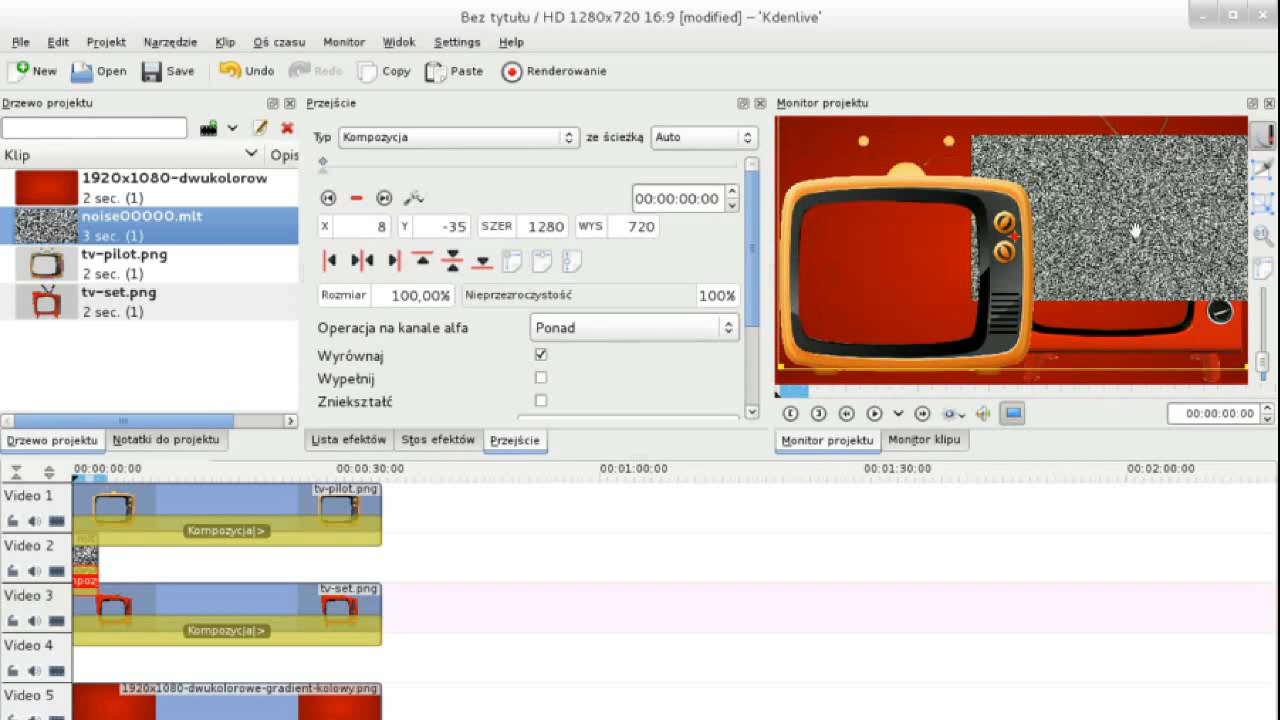 Bez tytułu / HD 1280x720 16:9 [modified] – 'Kdenlive'
File Edit Projekt Narzędzie Klip Oś czasu Monitor Widok Settings Help
New Open Save Undo Redo Copy Paste Renderowanie
Drzewo projektu
Klip Opis
1920x1080-dwukolorow
2 sec. (1)
noise00000.mlt
3 sec. (1)
tv-pilot.png
2 sec. (1)
tv-set.png
2 sec. (1)
Drzewo projektu Notatki do projektu
Przejście
Typ Kompozycja ze ścieżką Auto
00:00:00:00
X 8 Y -35 SZER 1280 WYS 720
Rozmiar 100,00% Nieprzezroczystość 100%
Operacja na kanale alfa Ponad
Wyrównaj
Wypełnij
Zniekształć
Lista efektów Stos efektów Przejście
Monitor projektu
00:00:00:00
Monitor projektu Monitor klipu
00:00:00:00 00:00:30:00 00:01:00:00 00:01:30:00 00:02:00:00
Video 1 tv-pilot.png
Kompozycja|>
Video 2 mlt
mpoz
Video 3 tv-set.png
Kompozycja|>
Video 4
Video 5 1920x1080-dwukolorowe-gradient-kolowy.png